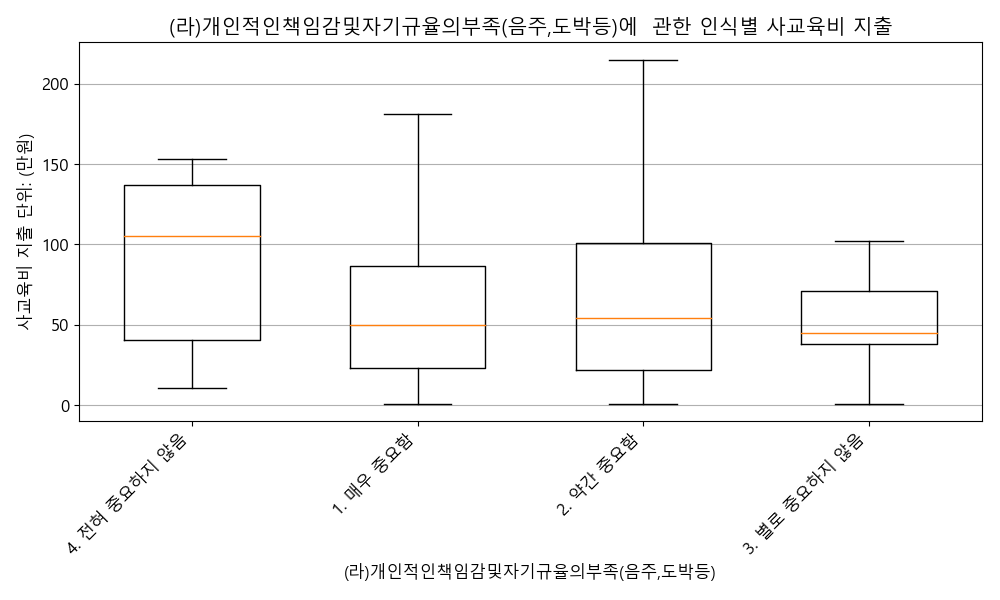 (라)개인적인책임감및자기규율의부족(음주,도박등)에  관한 인식별 사교육비 지출
사교육비 지출 단위: (만원)
200
150
100
50
0
4. 전혀 중요하지 않음
1. 매우 중요함
2. 약간 중요함
3. 별로 중요하지 않음
(라)개인적인책임감및자기규율의부족(음주,도박등)